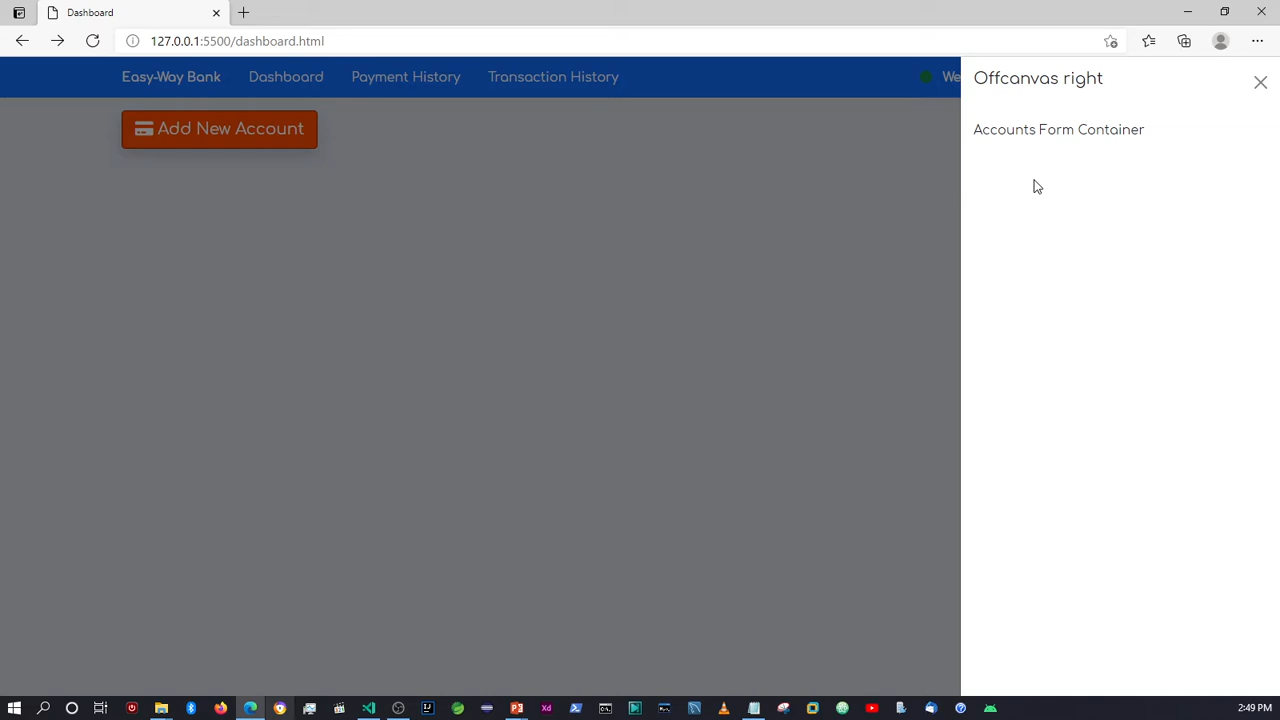 Dashboard
127.0.0.1:5500/dashboard.html
Easy-Way Bank Dashboard Payment History Transaction History We
Offcanvas right
Add New Account
Accounts Form Container
2:49 PM